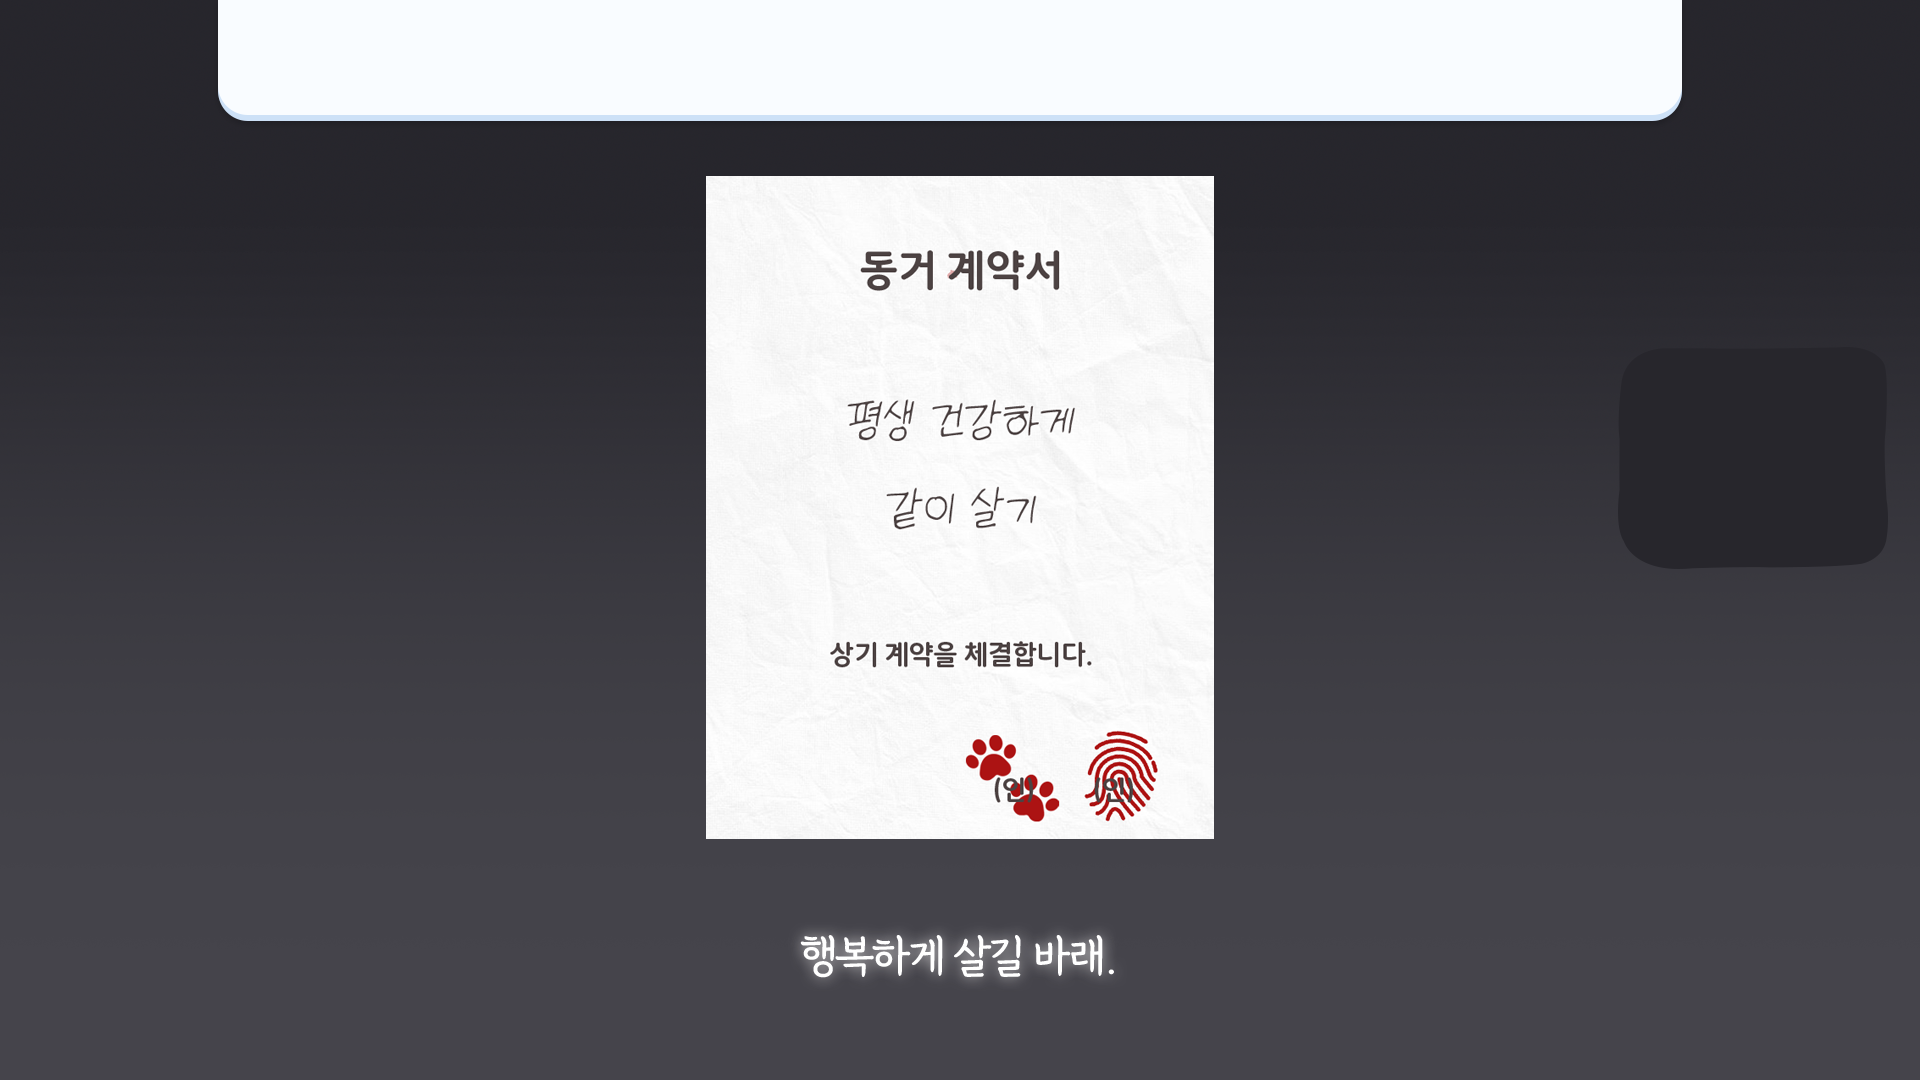 동거 계약서
평생 건강하게
같이 살기
상기 계약을 체결합니다.
(인) (인)
행복하게 살길 바래.